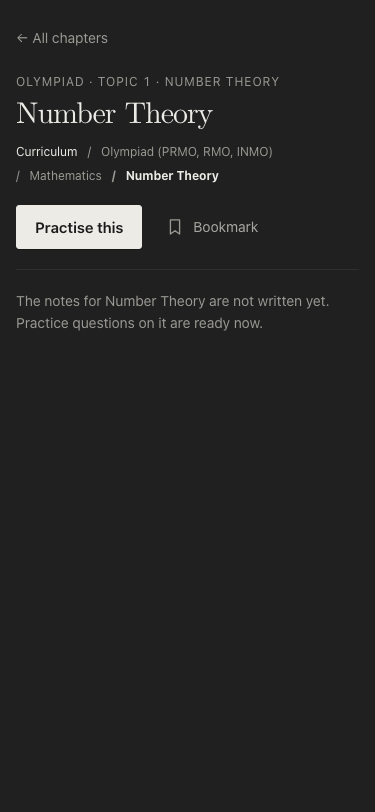 ← All chapters
OLYMPIAD · TOPIC 1 · NUMBER THEORY
Number Theory
Curriculum / Olympiad (PRMO, RMO, INMO)
/ Mathematics / Number Theory
Practise this Bookmark
The notes for Number Theory are not written yet.
Practice questions on it are ready now.